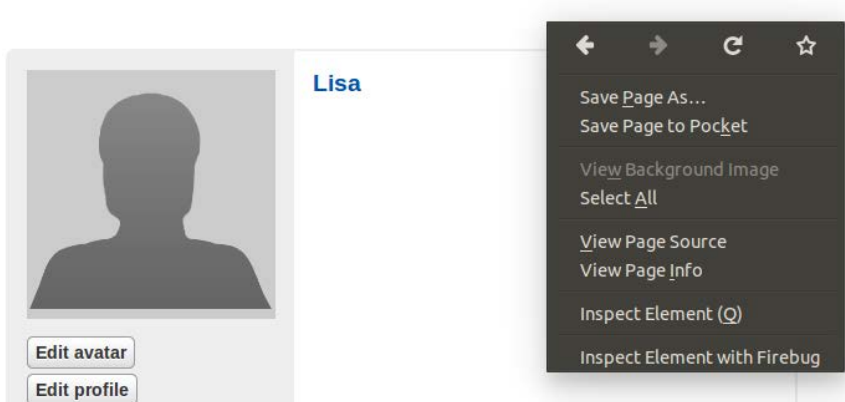 Lisa
Edit avatar
Edit profile
Save Page As...
Save Page to Pocket
View Background Image
Select All
View Page Source
View Page Info
Inspect Element (Q)
Inspect Element with Firebug